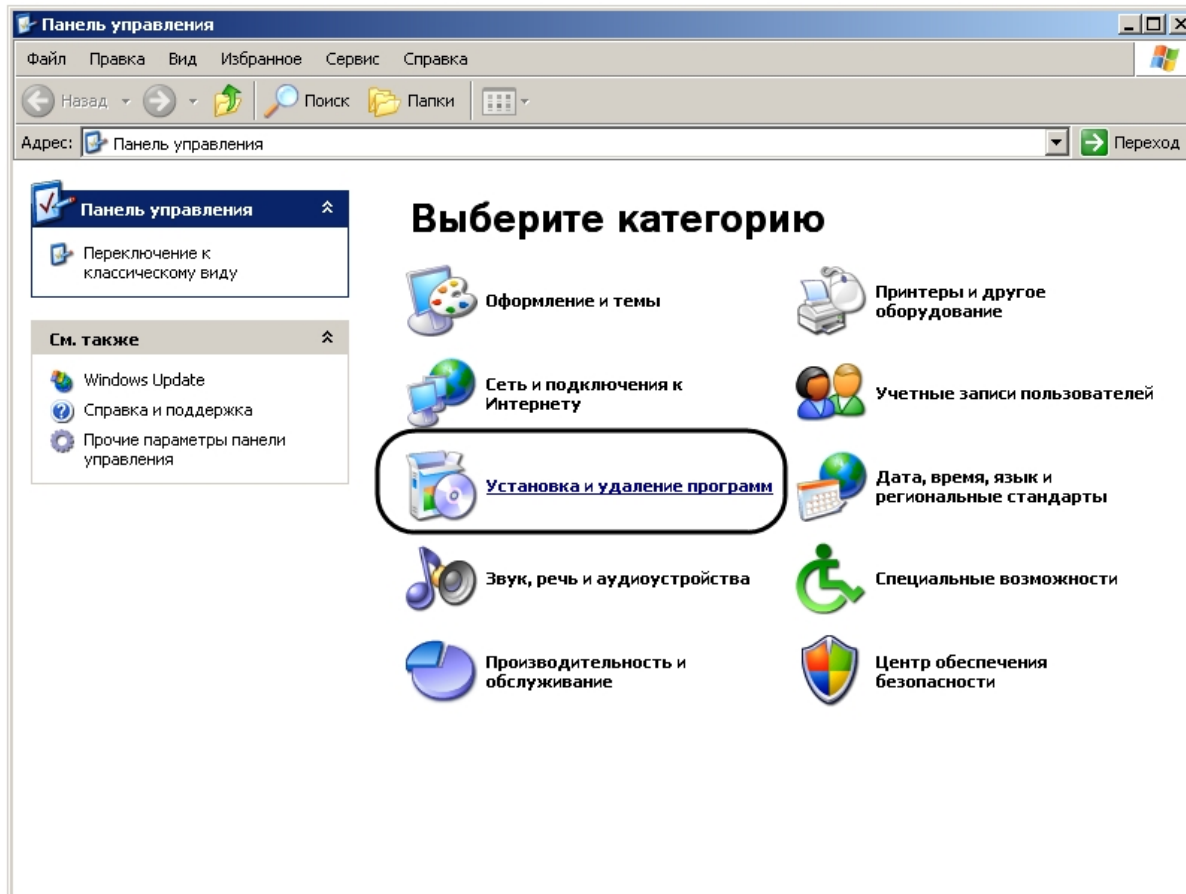 Панель управления
Файл Правка Вид Избранное Сервис Справка
Назад Поиск Папки
Адрес: Панель управления Переход
Панель управления
Переключение к
классическому виду
См. также
Windows Update
Справка и поддержка
Прочие параметры панели
управления
Выберите категорию
Оформление и темы
Принтеры и другое
оборудование
Сеть и подключения к
Интернету
Учетные записи пользователей
Установка и удаление программ
Дата, время, язык и
региональные стандарты
Звук, речь и аудиоустройства
Специальные возможности
Производительность и
обслуживание
Центр обеспечения
безопасности